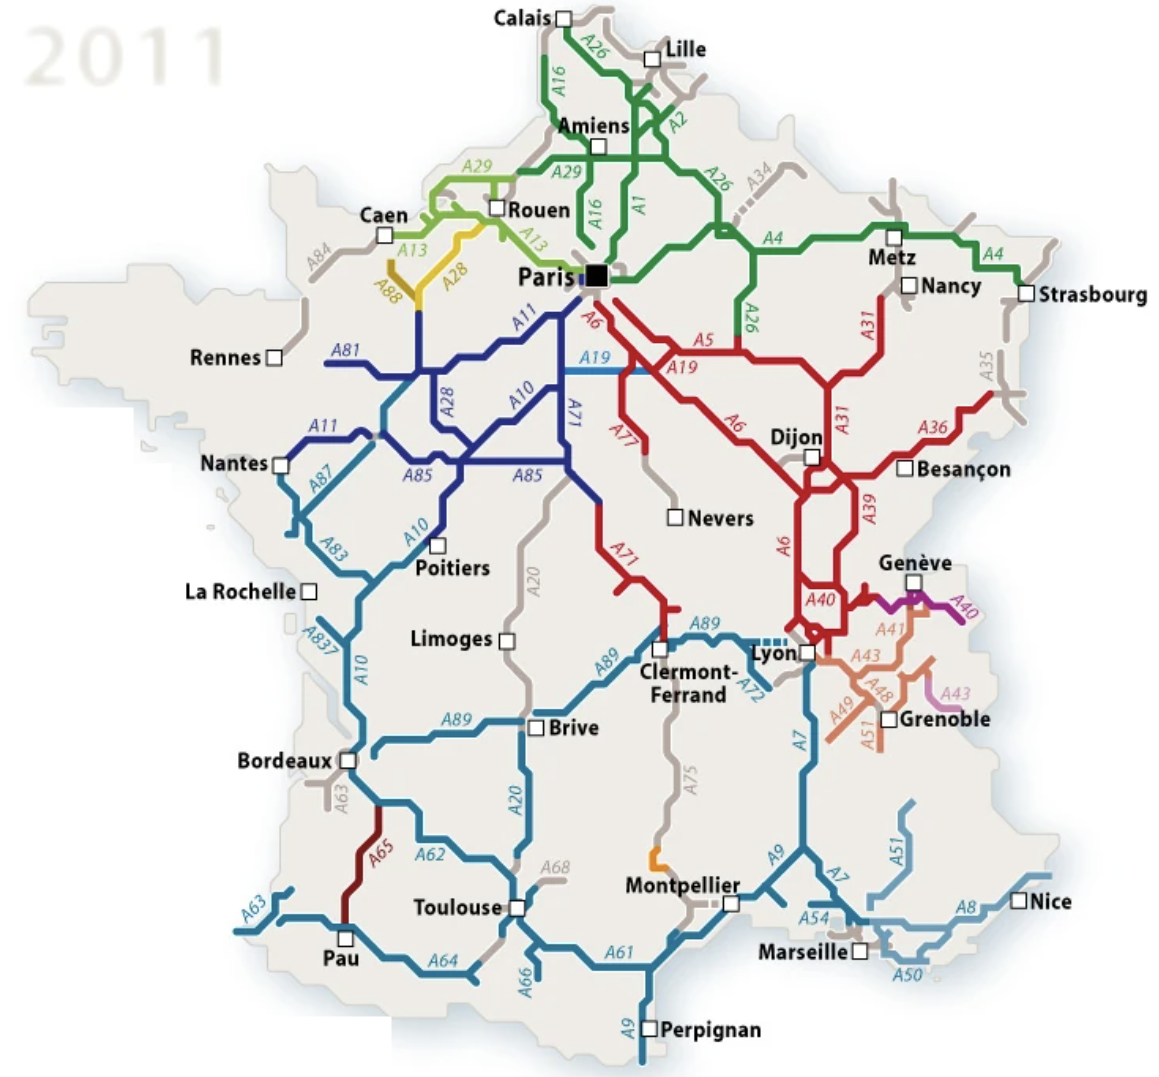 2011
Calais
A26
Lille
A16
A2
Amiens
A29
A29
A26
A34
Rouen
A16
A1
Caen
A13
A13
A84
A4
Metz
A4
A88
A28
Paris
Nancy
Strasbourg
A11
A6
A26
A31
Rennes
A81
A5
A19
A19
A35
A28
A10
A71
A31
A6
A36
A77
Dijon
A11
Nantes
A87
A85
A85
Besançon
A39
Nevers
A10
A83
Poitiers
A6
A71
Genève
La Rochelle
A20
A40
A40
A837
Limoges
A89
A41
Lyon
A43
A89
Clermont-
Ferrand
A72
A10
A48
A43
A49
Grenoble
A89
Brive
A51
A7
Bordeaux
A63
A20
A75
A65
A62
A51
A9
A7
A68
Montpellier
A63
Toulouse
A54
A8
Nice
Pau
A64
A66
A61
Marseille
A50
A9
Perpignan